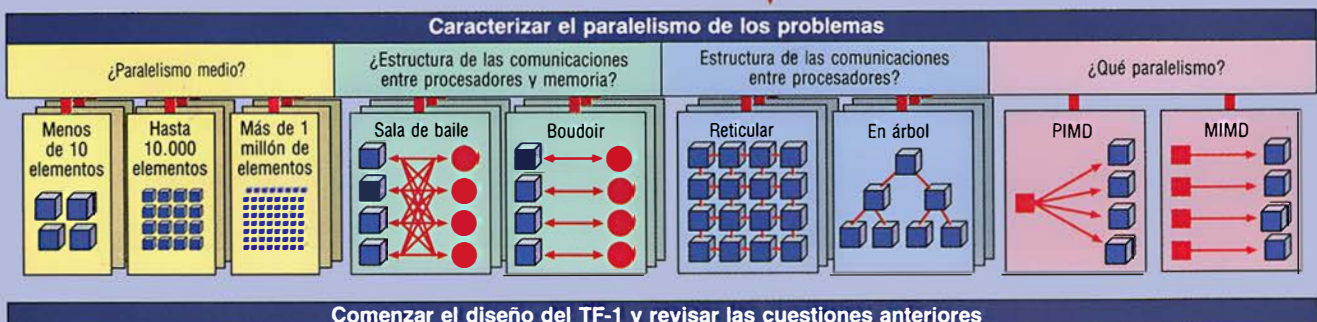 Caracterizar el paralelismo de los problemas
¿Paralelismo medio?
¿Estructura de las comunicaciones
entre procesadores y memoria?
Estructura de las comunicaciones
entre procesadores?
¿Qué paralelismo?
Menos
de 10
elementos
Hasta
10.000
elementos
Más de 1
millón de
elementos
Sala de baile
Boudoir
Reticular
En árbol
PIMD
MIMD
Comenzar el diseño del TF-1 y revisar las cuestiones anteriores